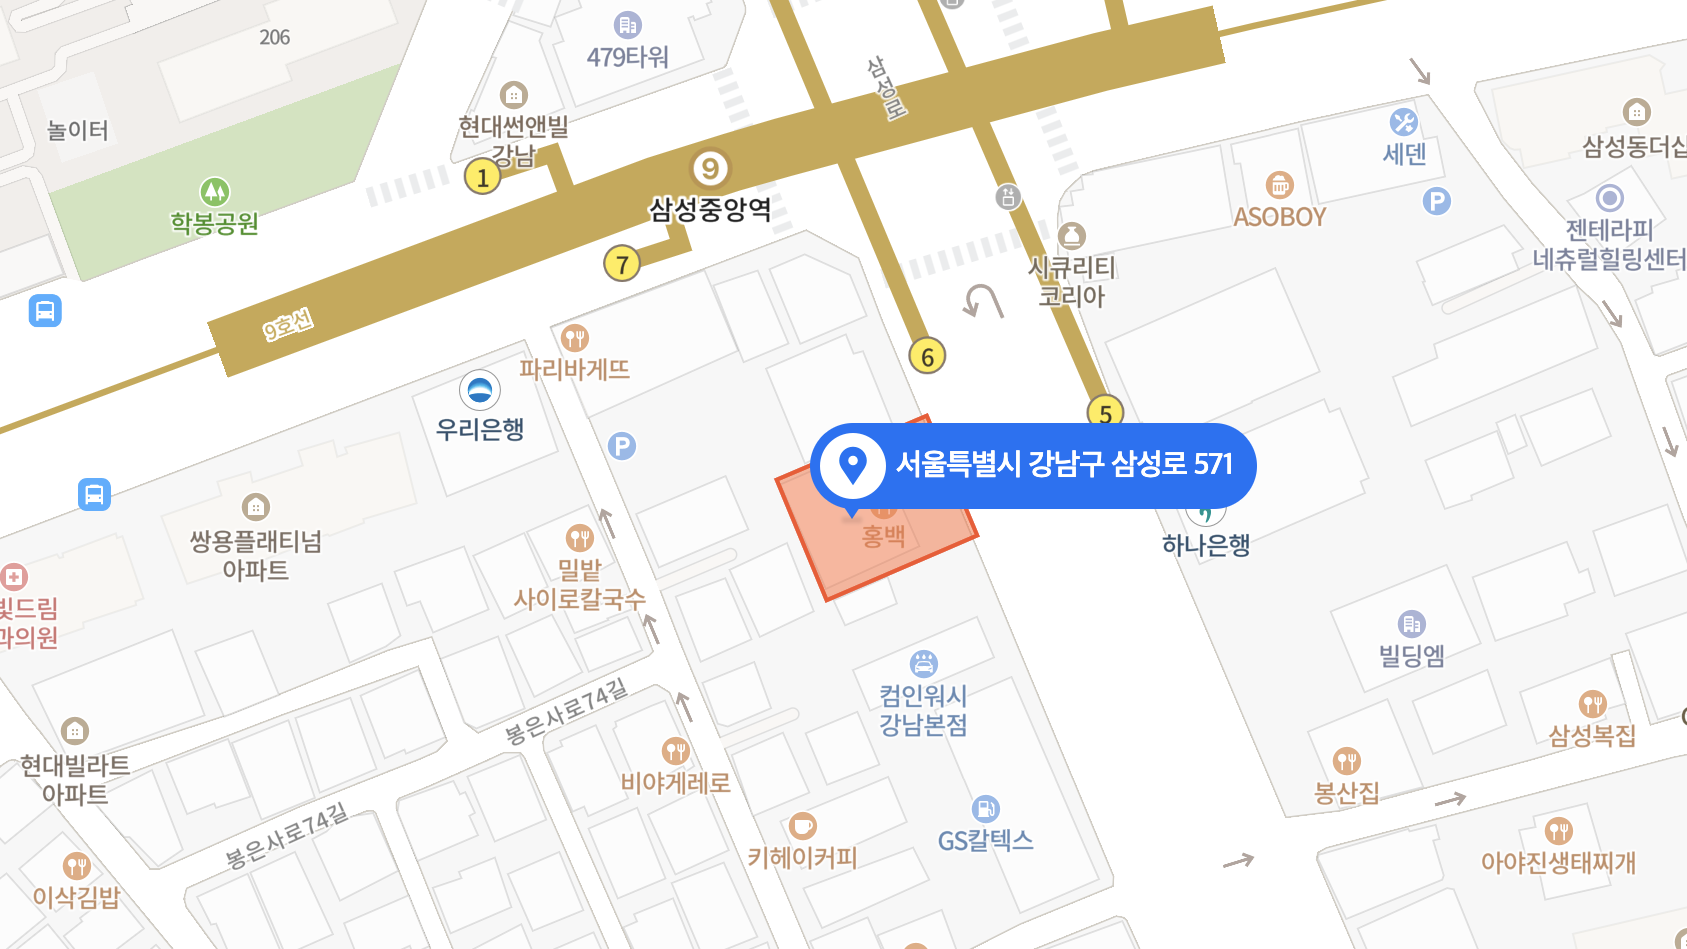 206
479타워
삼성로
놀이터
현대썬앤빌
강남
1
세덴
삼성동더샵
9
삼성중앙역
학봉공원
ASOBOY
P
젠테라피
네츄럴힐링센터
7
시큐리티
코리아
9호선
파리바게뜨
6
우리은행
5
P
서울특별시 강남구 삼성로 571
홍백
하나은행
쌍용플래티넘
아파트
밀밭
사이로칼국수
빛드림
과의원
빌딩엠
컴인워시
강남본점
봉은사로74길
삼성복집
현대빌라트
아파트
비야게레로
봉산집
봉은사로74길
키헤이커피
GS칼텍스
아야진생태찌개
이삭김밥